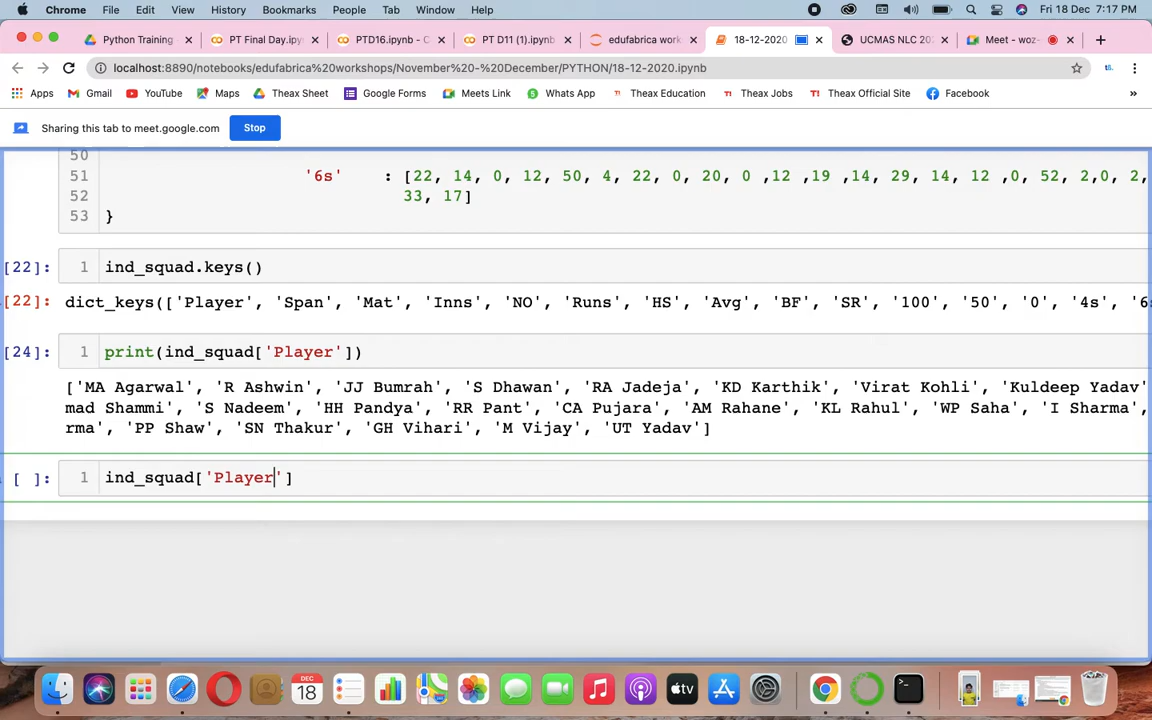 Chrome File Edit View History Bookmarks People Tab Window Help Fri 18 Dec 7:17 PM
Python Training PT Final Day.ipy PTD16.ipynb - C PT D11 (1).ipynb edufabrica work 18-12-2020 UCMAS NLC 20 Meet - woz-
localhost:8890/notebooks/edufabrica%20workshops/November%20-%20December/PYTHON/18-12-2020.ipynb
Apps Gmail YouTube Maps Theax Sheet Google Forms Meets Link Whats App Theax Education Theax Jobs Theax Official Site Facebook »
Sharing this tab to meet.google.com Stop
50
51 '6s' : [22, 14, 0, 12, 50, 4, 22, 0, 20, 0 ,12 ,19 ,14, 29, 14, 12 ,0, 52, 2,0, 2,
52 33, 17]
53 }
[22]: 1 ind_squad.keys()
[22]: dict_keys(['Player', 'Span', 'Mat', 'Inns', 'NO', 'Runs', 'HS', 'Avg', 'BF', 'SR', '100', '50', '0', '4s', '6s
[24]: 1 print(ind_squad['Player'])
['MA Agarwal', 'R Ashwin', 'JJ Bumrah', 'S Dhawan', 'RA Jadeja', 'KD Karthik', 'Virat Kohli', 'Kuldeep Yadav'
mad Shammi', 'S Nadeem', 'HH Pandya', 'RR Pant', 'CA Pujara', 'AM Rahane', 'KL Rahul', 'WP Saha', 'I Sharma',
rma', 'PP Shaw', 'SN Thakur', 'GH Vihari', 'M Vijay', 'UT Yadav']
[ ]: 1 ind_squad['Player']
DEC
18
tv